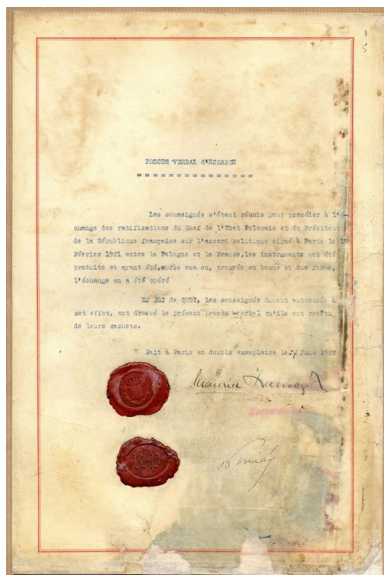 PROCES VERBAL d'ECHANGE
Les soussignés s'étant réunis pour procéder à l'é-
change des ratifications du Chef de l'Etat Polonais et du Président
de la République française sur l'accord politique signé à Paris le 19
Février 1921 entre la Pologne et la France, les instruments ont été
produits et ayant été, après examen, trouvés en bonne et due forme,
l'échange en a été opéré
EN FOI de QUOI, les soussignés dument autorisés à
cet effet, ont dressé le présent procès verbal qu'ils ont revêtu
de leurs cachets.
Fait à Paris en double exemplaire le 27 Juin 1922
Maurice